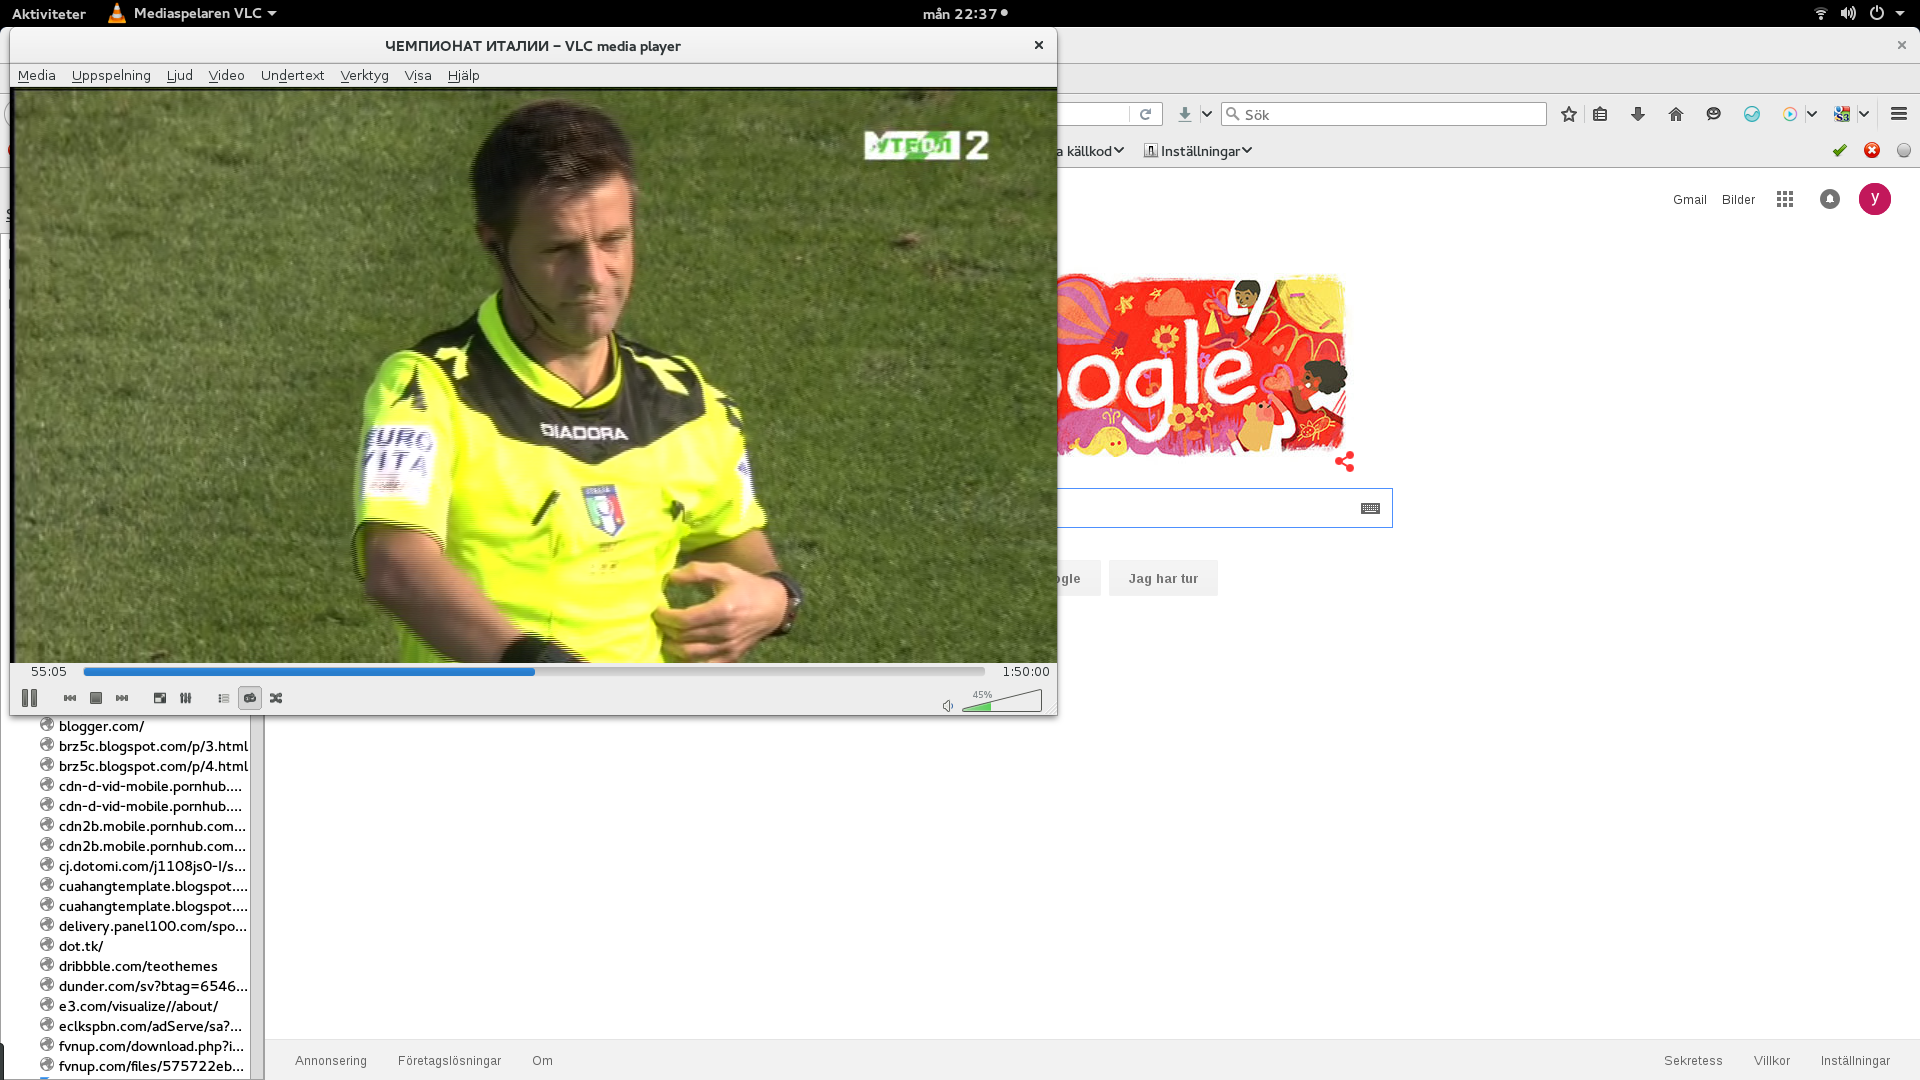 Aktiviteter
Mediaspelaren VLC
mån 22:37
ЧЕМПИОНАТ ИТАЛИИ – VLC media player
Media Uppspelning Ljud Video Undertext Verktyg Visa Hjälp
Sök
källkod
Inställningar
2
DIADORA
Gmail Bilder
y
Jag har tur
55:05
1:50:00
45%
blogger.com/
brz5c.blogspot.com/p/3.html
brz5c.blogspot.com/p/4.html
cdn-d-vid-mobile.pornhub....
cdn-d-vid-mobile.pornhub....
cdn2b.mobile.pornhub.com...
cdn2b.mobile.pornhub.com...
cj.dotomi.com/j1108js0-I/s...
cuahangtemplate.blogspot....
cuahangtemplate.blogspot....
delivery.panel100.com/spo...
dot.tk/
dribbble.com/teothemes
dunder.com/sv?btag=6546...
e3.com/visualize//about/
eclkspbn.com/adServe/sa?...
fvnup.com/download.php?i...
fvnup.com/files/575722eb...
Annonsering Företagslösningar Om
Sekretess Villkor Inställningar